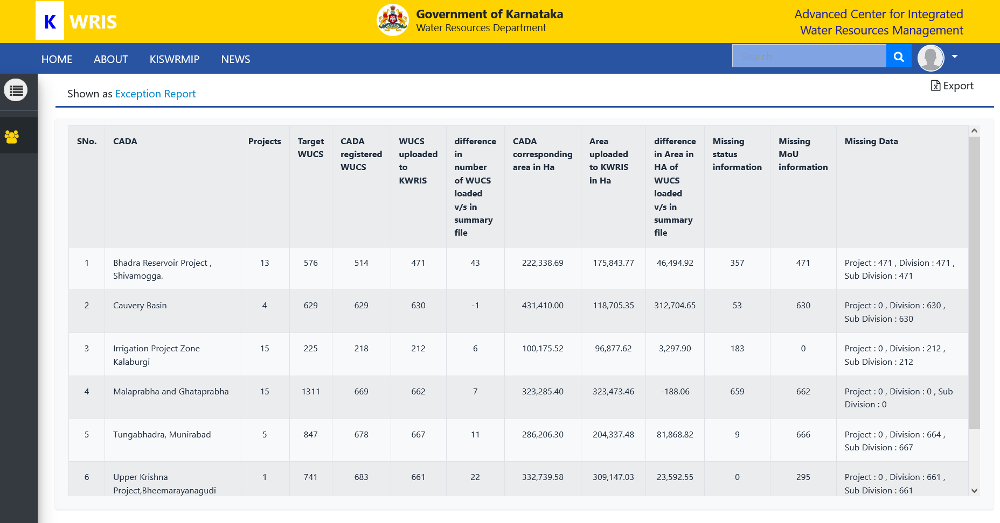 K WRIS
Government of Karnataka
Water Resources Department
Advanced Center for Integrated
Water Resources Management
HOME ABOUT KISWRMIP NEWS
Search
Shown as Exception Report
Export
SNo. CADA Projects Target WUCS CADA registered WUCS WUCS uploaded to KWRIS difference in number of WUCS loaded v/s in summary file CADA corresponding area in Ha Area uploaded to KWRIS in Ha difference in Area in HA of WUCS loaded v/s in summary file Missing status information Missing MoU information Missing Data
1 Bhadra Reservoir Project , Shivamogga. 13 576 514 471 43 222,338.69 175,843.77 46,494.92 357 471 Project : 471 , Division : 471 , Sub Division : 471
2 Cauvery Basin 4 629 629 630 -1 431,410.00 118,705.35 312,704.65 53 630 Project : 0 , Division : 630 , Sub Division : 630
3 Irrigation Project Zone Kalaburgi 15 225 218 212 6 100,175.52 96,877.62 3,297.90 183 0 Project : 0 , Division : 212 , Sub Division : 212
4 Malaprabha and Ghataprabha 15 1311 669 662 7 323,285.40 323,473.46 -188.06 659 662 Project : 0 , Division : 0 , Sub Division : 0
5 Tungabhadra, Munirabad 5 847 678 667 11 286,206.30 204,337.48 81,868.82 9 666 Project : 0 , Division : 664 , Sub Division : 667
6 Upper Krishna Project,Bheemarayanagudi 1 741 683 661 22 332,739.58 309,147.03 23,592.55 0 295 Project : 0 , Division : 661 , Sub Division : 661